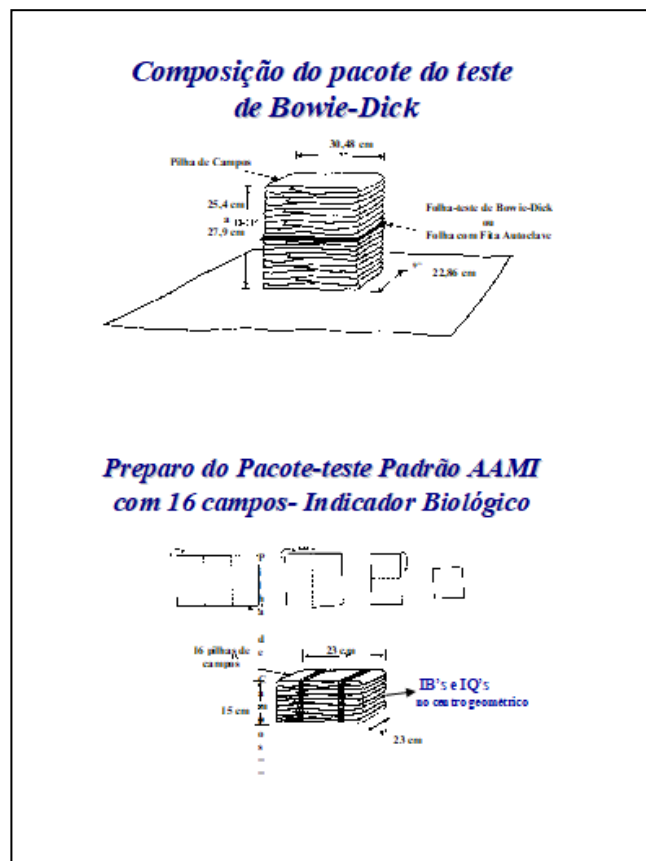 Composição do pacote do teste
de Bowie-Dick
30,48 cm
Pilha de Campos
25,4 cm
a
27,9 cm
Folha-teste de Bowie-Dick
ou
Folha com Fita Autoclave
9"
22,86 cm
Preparo do Pacote-teste Padrão AAMI
com 16 campos- Indicador Biológico
16 pilhas de
campos
23 cm
15 cm
IB's e IQ's
no centro geométrico
23 cm